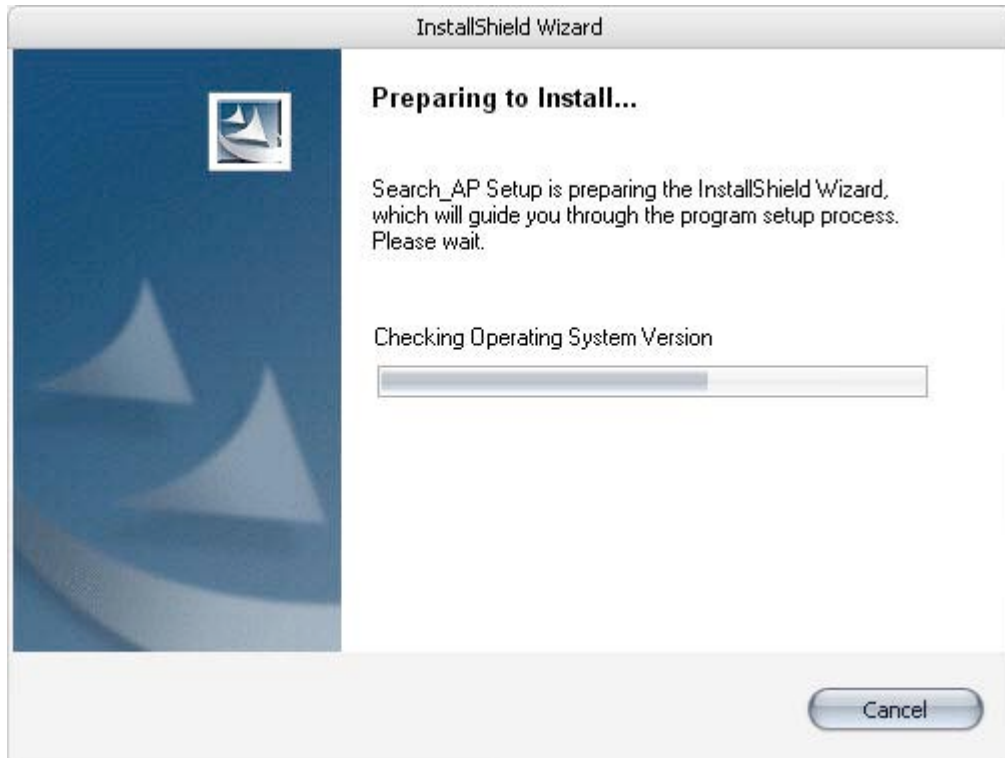 InstallShield Wizard
Preparing to Install...
Search_AP Setup is preparing the InstallShield Wizard,
which will guide you through the program setup process.
Please wait.
Checking Operating System Version
Cancel